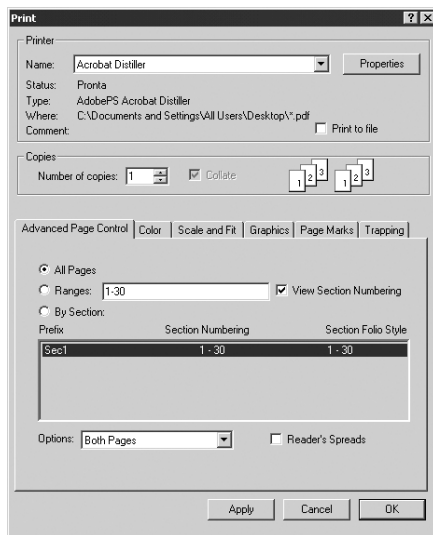 Print
Printer
Name: Acrobat Distiller Properties
Status: Pronta
Type: AdobePS Acrobat Distiller
Where: C:\Documents and Settings\All Users\Desktop\*.pdf
Comment: Print to file
Copies
Number of copies: 1 Collate 1 2 3 1 2 3
Advanced Page Control Color Scale and Fit Graphics Page Marks Trapping
All Pages
Ranges: 1-30 View Section Numbering
By Section:
Prefix Section Numbering Section Folio Style
Sec1 1 - 30 1 - 30
Options: Both Pages Reader's Spreads
Apply Cancel OK